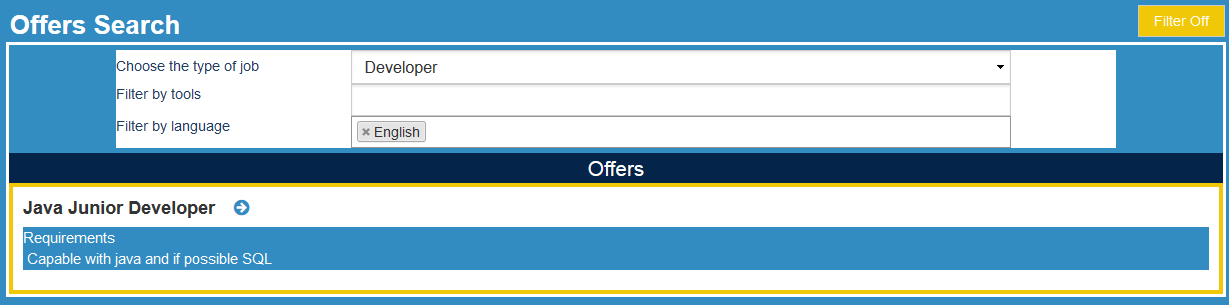 Offers Search
Filter Off
Choose the type of job
Developer
Filter by tools
Filter by language
× English
Offers
Java Junior Developer
Requirements
Capable with java and if possible SQL